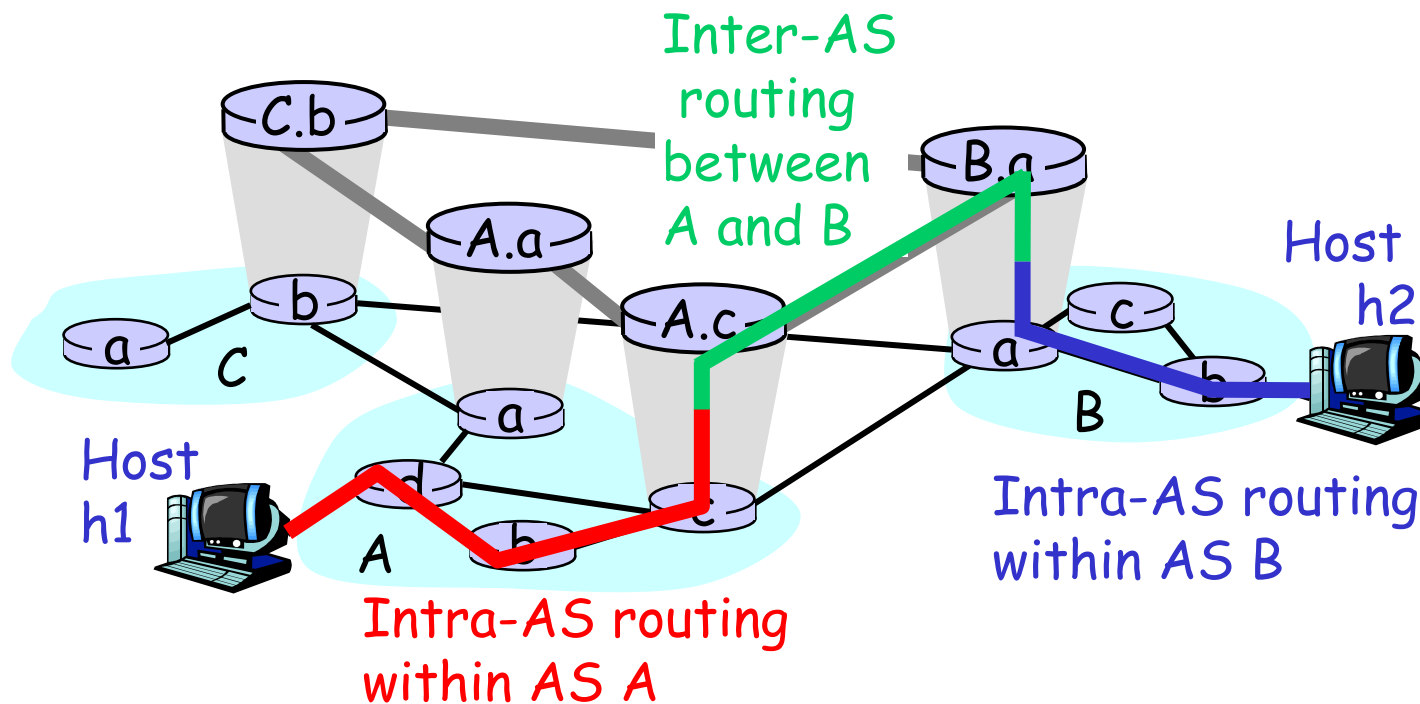 Inter-AS
routing
between
A and B
C.b
B.a
A.a
A.c
Host
h2
b
a
C
c
a
b
B
a
Host
h1
d
c
b
A
Intra-AS routing
within AS B
Intra-AS routing
within AS A